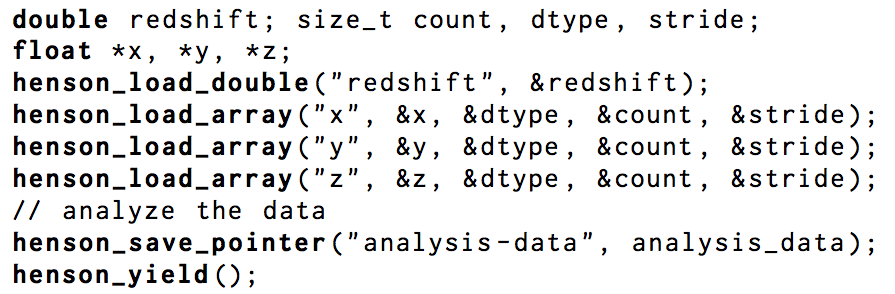 double redshift; size_t count, dtype, stride;
float *x, *y, *z;
henson_load_double("redshift", &redshift);
henson_load_array("x", &x, &dtype, &count, &stride);
henson_load_array("y", &y, &dtype, &count, &stride);
henson_load_array("z", &z, &dtype, &count, &stride);
// analyze the data
henson_save_pointer("analysis-data", analysis_data);
henson_yield();